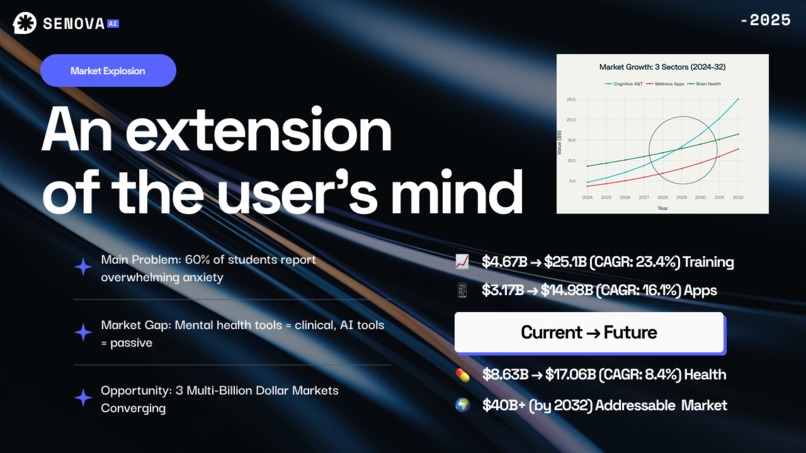 SENOVA AI
-2025
Market Explosion
An extension
of the user's mind
Main Problem: 60% of students report
overwhelming anxiety
Market Gap: Mental health tools = clinical, AI tools
= passive
Opportunity: 3 Multi-Billion Dollar Markets
Converging
Market Growth: 3 Sectors (2024-32)
Cognitive A&T Wellness Apps Brain Health
Value ($B)
25.0
20.0
15.0
10.0
5.0
2024 2025 2026 2027 2028 2029 2030 2031 2032
Year
📈 $4.67B → $25.1B (CAGR: 23.4%) Training
📱 $3.17B → $14.98B (CAGR: 16.1%) Apps
Current → Future
💊 $8.63B → $17.06B (CAGR: 8.4%) Health
🌍 $40B+ (by 2032) Addressable Market